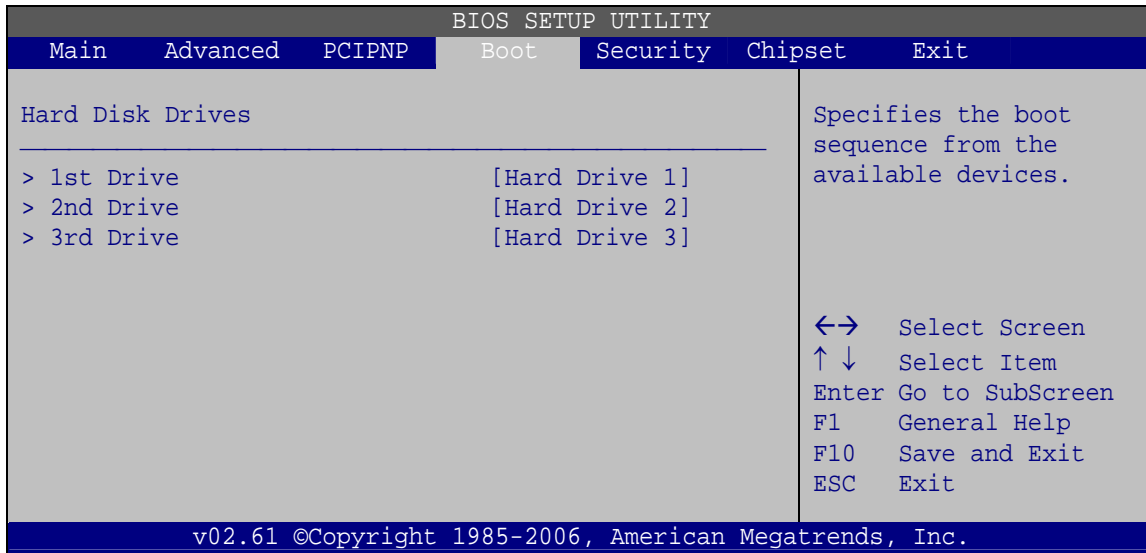 BIOS SETUP UTILITY
Main Advanced PCIPNP Boot Security Chipset Exit
Hard Disk Drives
> 1st Drive [Hard Drive 1]
> 2nd Drive [Hard Drive 2]
> 3rd Drive [Hard Drive 3]
Specifies the boot
sequence from the
available devices.
←→ Select Screen
↑ ↓ Select Item
Enter Go to SubScreen
F1 General Help
F10 Save and Exit
ESC Exit
v02.61 ©Copyright 1985-2006, American Megatrends, Inc.